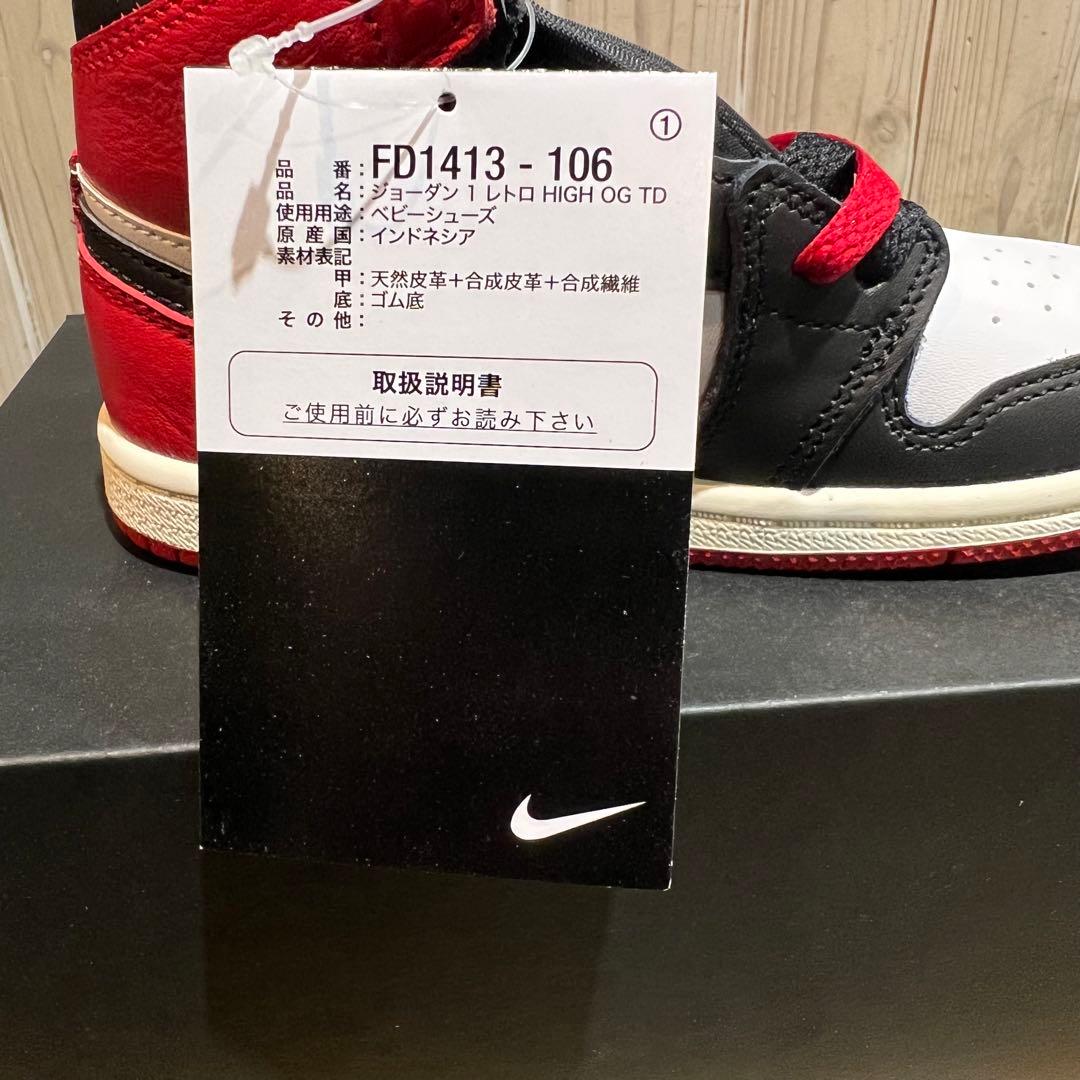 ①
品番：FD1413 - 106
品名：ジョーダン 1 レトロ HIGH OG TD
使用用途：ベビーシューズ
原産国：インドネシア
素材表記
甲：天然皮革＋合成皮革＋合成繊維
底：ゴム底
その他：
取扱説明書
ご使用前に必ずお読み下さい